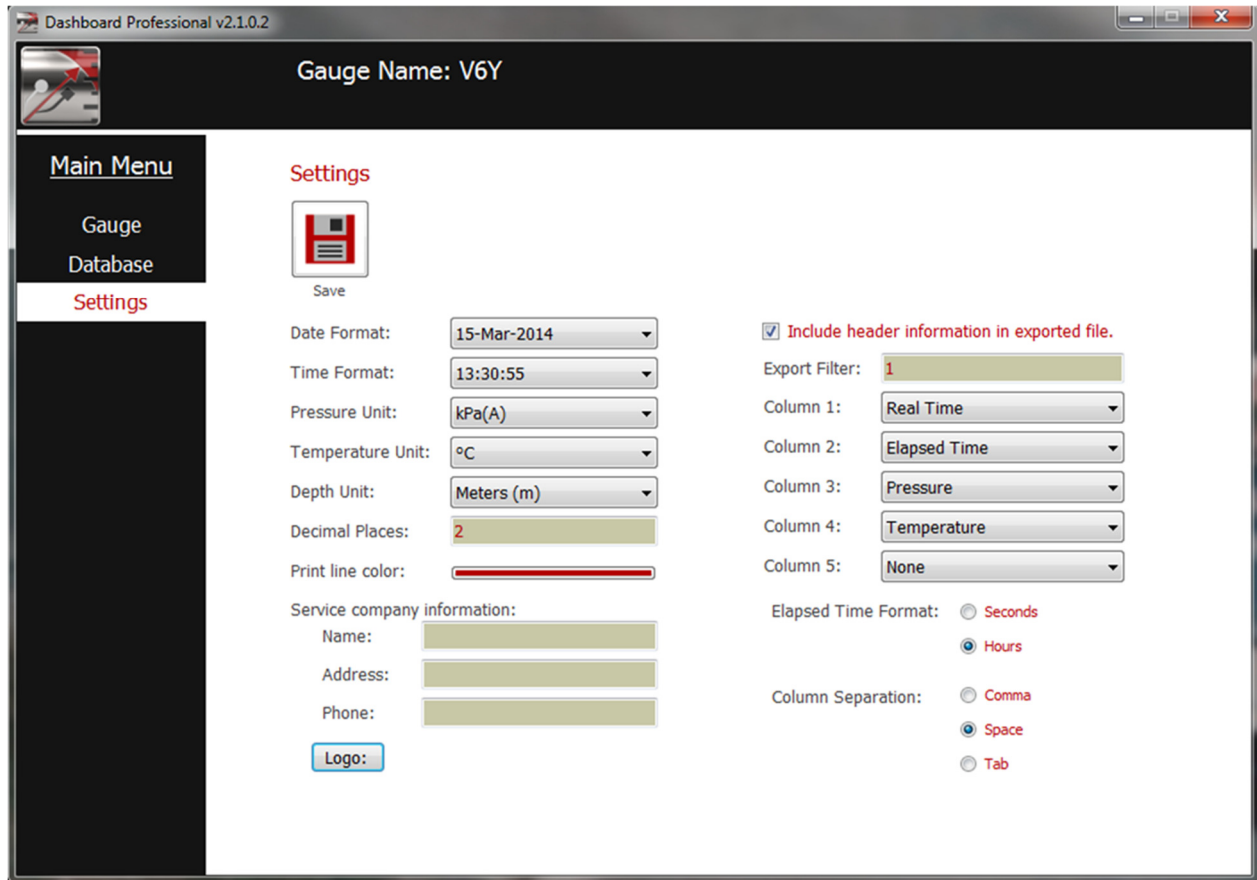 Dashboard Professional v2.1.0.2
Gauge Name: V6Y
Main Menu
Gauge
Database
Settings
Settings
Save
Date Format: 15-Mar-2014
Time Format: 13:30:55
Pressure Unit: kPa(A)
Temperature Unit: ºC
Depth Unit: Meters (m)
Decimal Places: 2
Print line color:
Service company information:
Name:
Address:
Phone:
Logo:
Include header information in exported file.
Export Filter: 1
Column 1: Real Time
Column 2: Elapsed Time
Column 3: Pressure
Column 4: Temperature
Column 5: None
Elapsed Time Format: Seconds
Hours
Column Separation: Comma
Space
Tab